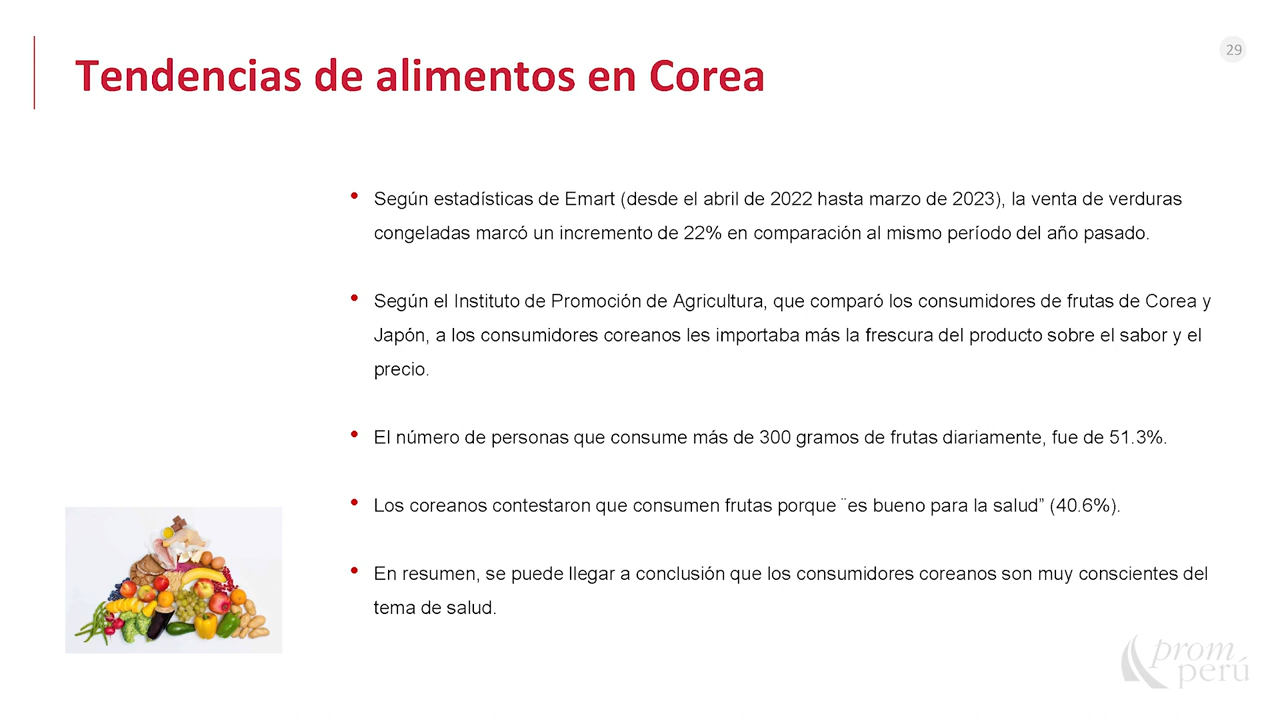 29
Tendencias de alimentos en Corea
• Según estadísticas de Emart (desde el abril de 2022 hasta marzo de 2023), la venta de verduras
congeladas marcó un incremento de 22% en comparación al mismo período del año pasado.
• Según el Instituto de Promoción de Agricultura, que comparó los consumidores de frutas de Corea y
Japón, a los consumidores coreanos les importaba más la frescura del producto sobre el sabor y el
precio.
• El número de personas que consume más de 300 gramos de frutas diariamente, fue de 51.3%.
• Los coreanos contestaron que consumen frutas porque ¨es bueno para la salud” (40.6%).
• En resumen, se puede llegar a conclusión que los consumidores coreanos son muy conscientes del
tema de salud.
prom
perú